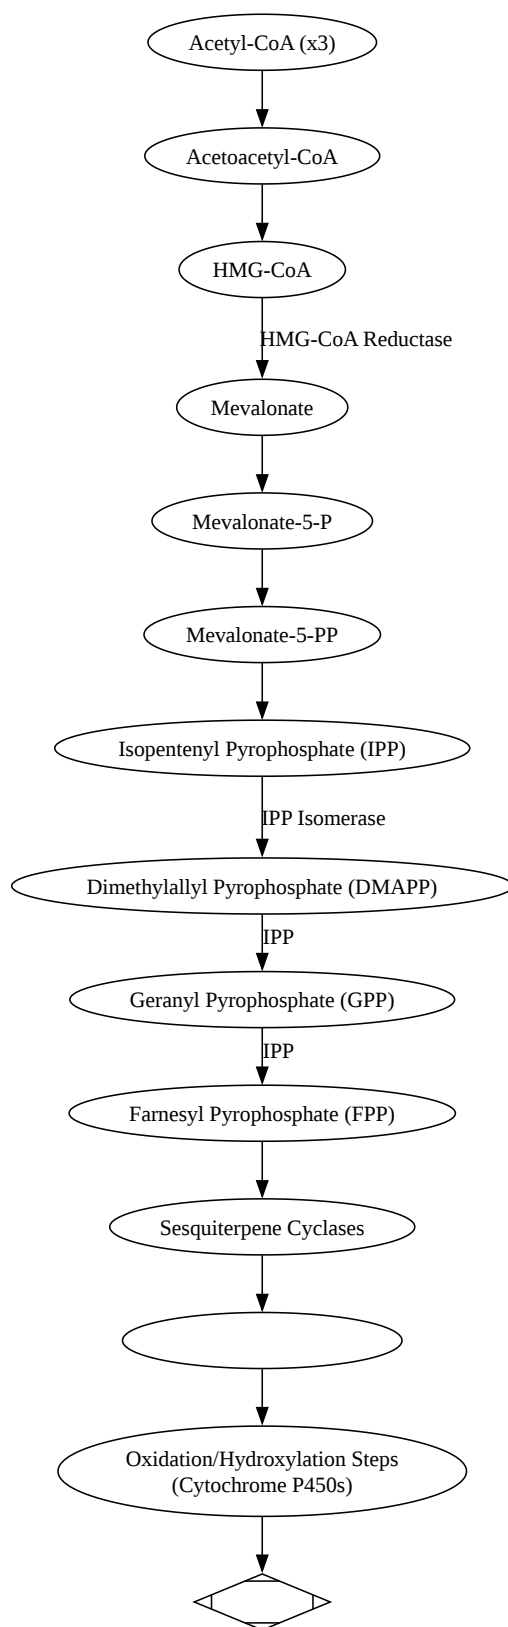 Acetyl-CoA (x3)
Acetoacetyl-CoA
HMG-CoA
HMG-CoA Reductase
Mevalonate
Mevalonate-5-P
Mevalonate-5-PP
Isopentenyl Pyrophosphate (IPP)
IPP Isomerase
Dimethylallyl Pyrophosphate (DMAPP)
IPP
Geranyl Pyrophosphate (GPP)
IPP
Farnesyl Pyrophosphate (FPP)
Sesquiterpene Cyclases
Oxidation/Hydroxylation Steps
(Cytochrome P450s)